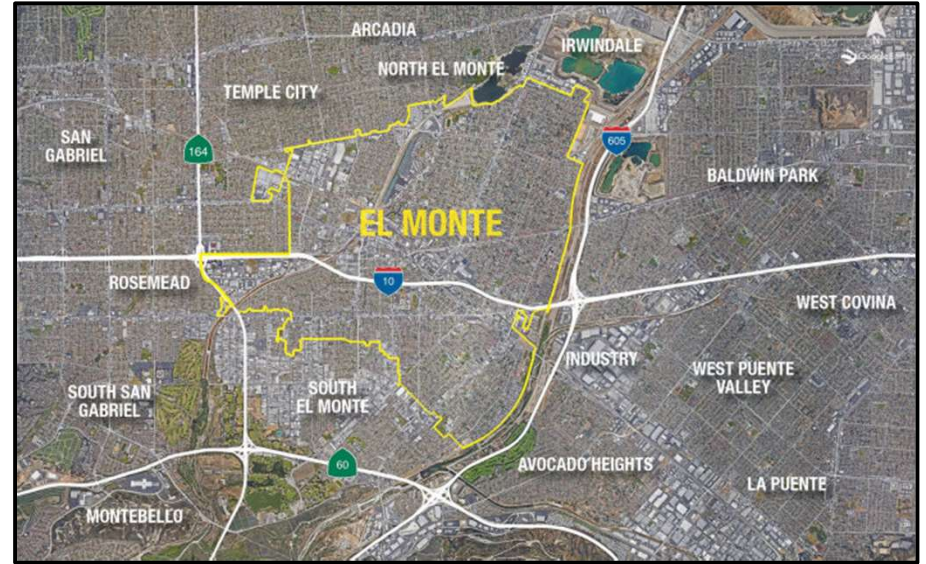 ARCADIA
IRWINDALE
NORTH EL MONTE
TEMPLE CITY
Google
SAN
GABRIEL
164
605
BALDWIN PARK
EL MONTE
ROSEMEAD
10
WEST COVINA
INDUSTRY
WEST PUENTE
VALLEY
SOUTH SAN
GABRIEL
SOUTH
EL MONTE
60
AVOCADO HEIGHTS
LA PUENTE
MONTEBELLO